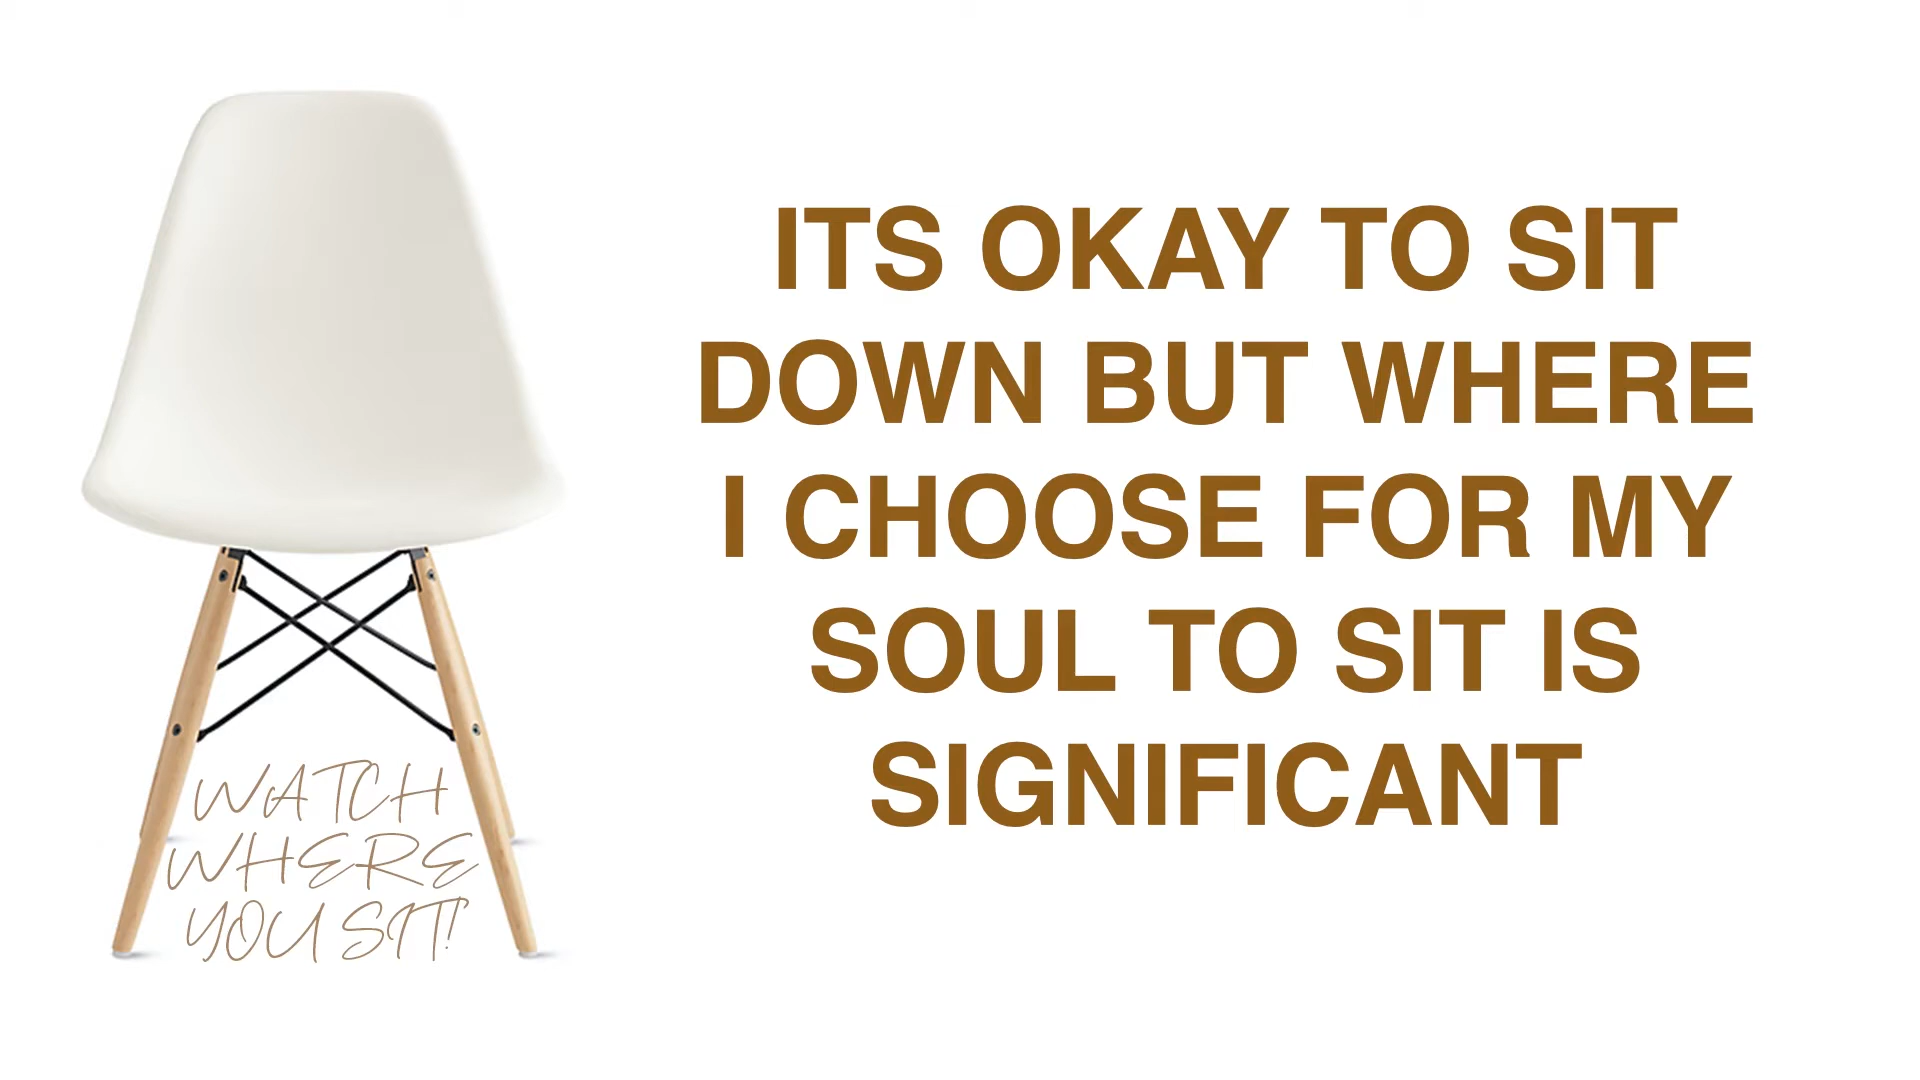 ITS OKAY TO SIT
DOWN BUT WHERE
I CHOOSE FOR MY
SOUL TO SIT IS
SIGNIFICANT
WATCH
WHERE
YOU SIT!